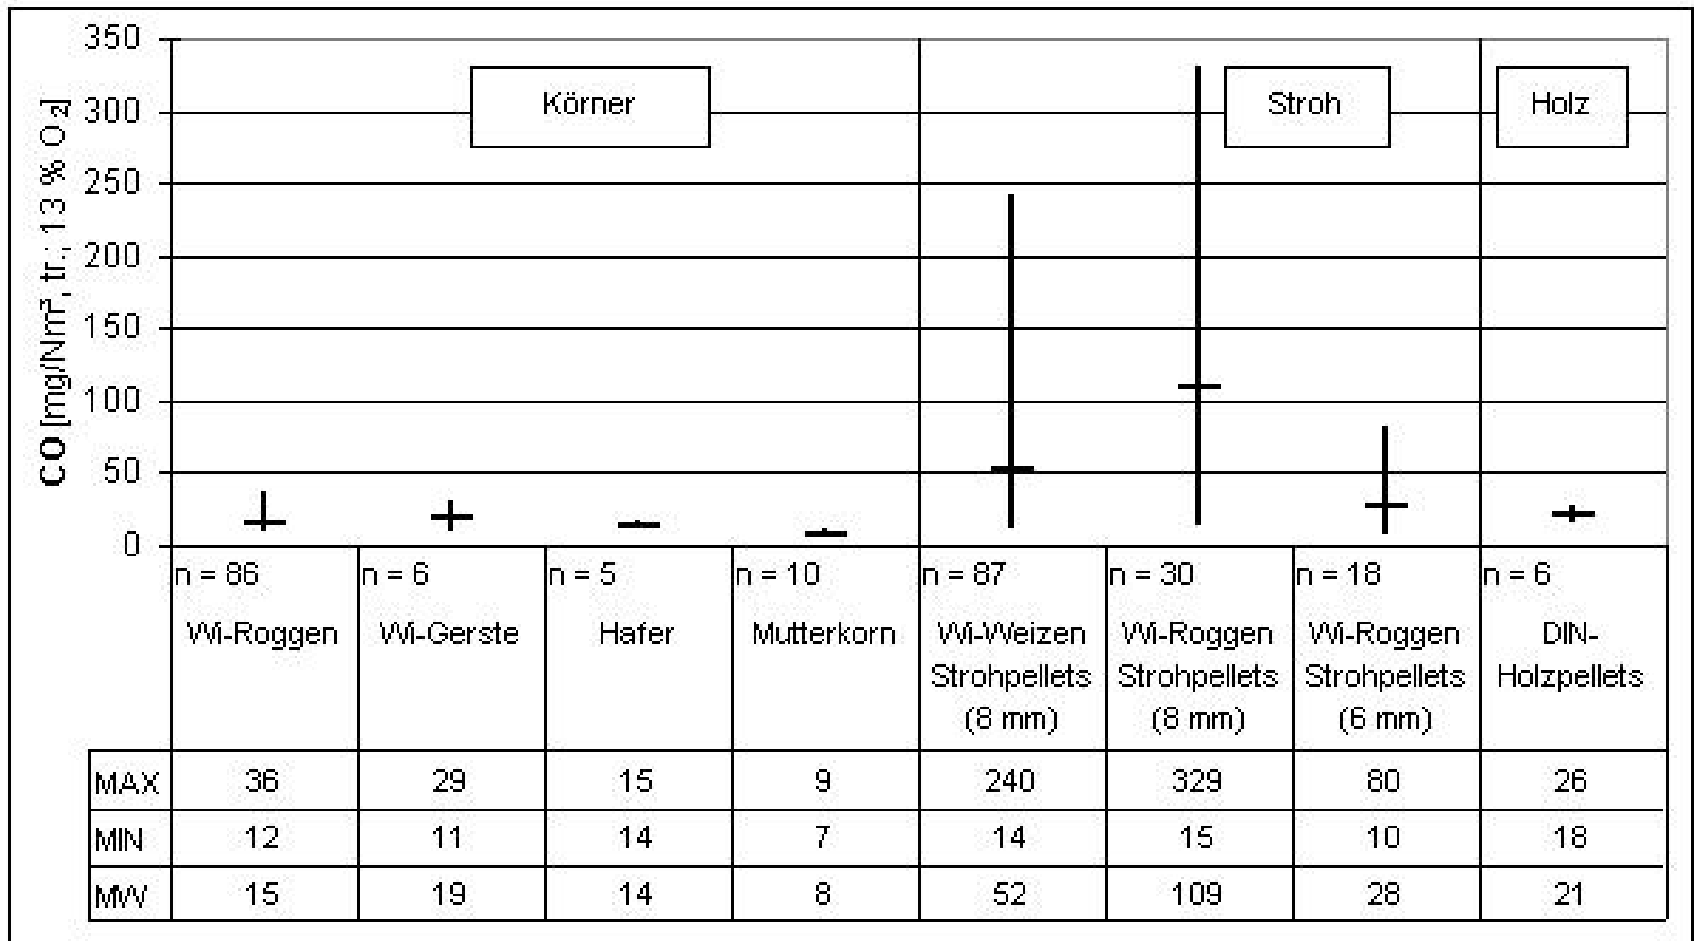 CO [mg/Nm³, tr.; 13 % O₂]
350
300
250
200
150
100
50
0
Körner
Stroh
Holz
n = 86
n = 6
n = 5
n = 10
n = 87
n = 30
n = 18
n = 6
Wi-Roggen
Wi-Gerste
Hafer
Mutterkorn
Wi-Weizen
Strohpellets
(8 mm)
Wi-Roggen
Strohpellets
(8 mm)
Wi-Roggen
Strohpellets
(6 mm)
DIN-
Holzpellets
MAX 36 29 15 9 240 329 80 26
MIN 12 11 14 7 14 15 10 18
MW 15 19 14 8 52 109 28 21